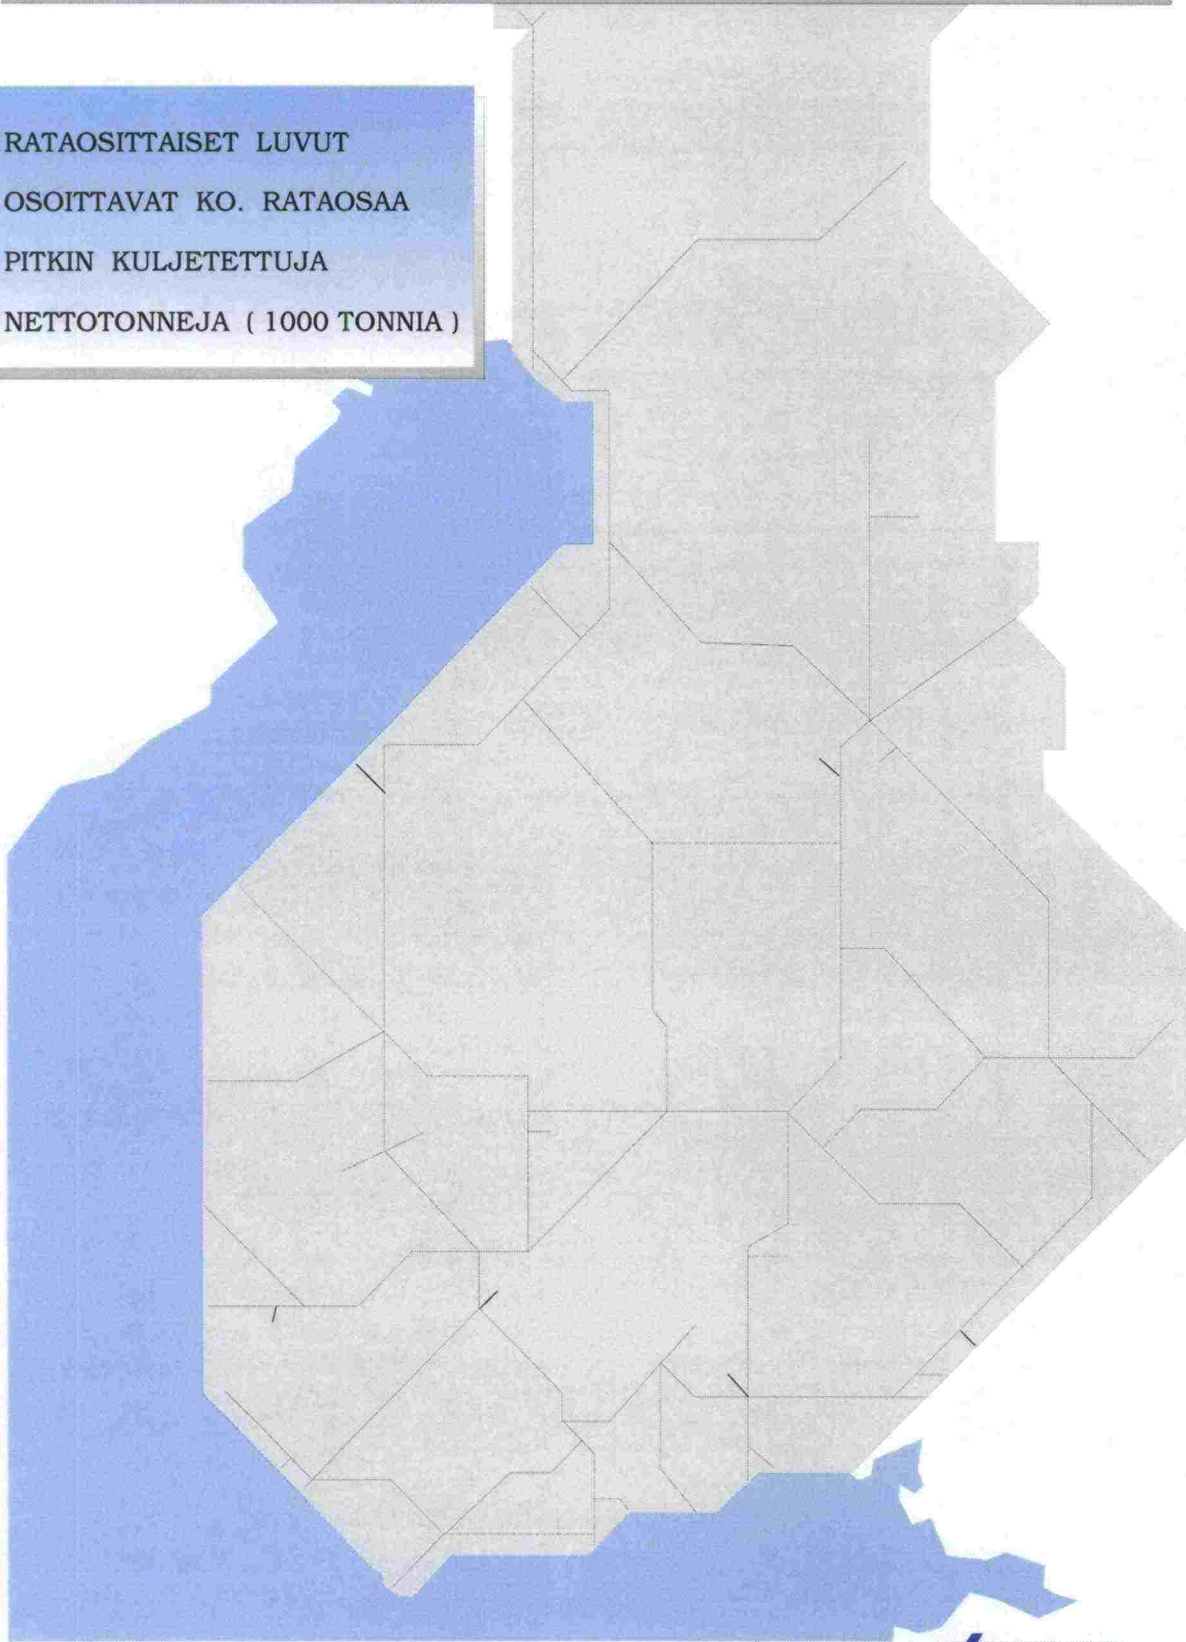 RATAOSITTAISET LUVUT
OSOITTAVAT KO. RATAOSAA
PITKIN KULJETETTUJA
NETTOTONNEJA ( 1000 TONNIA )